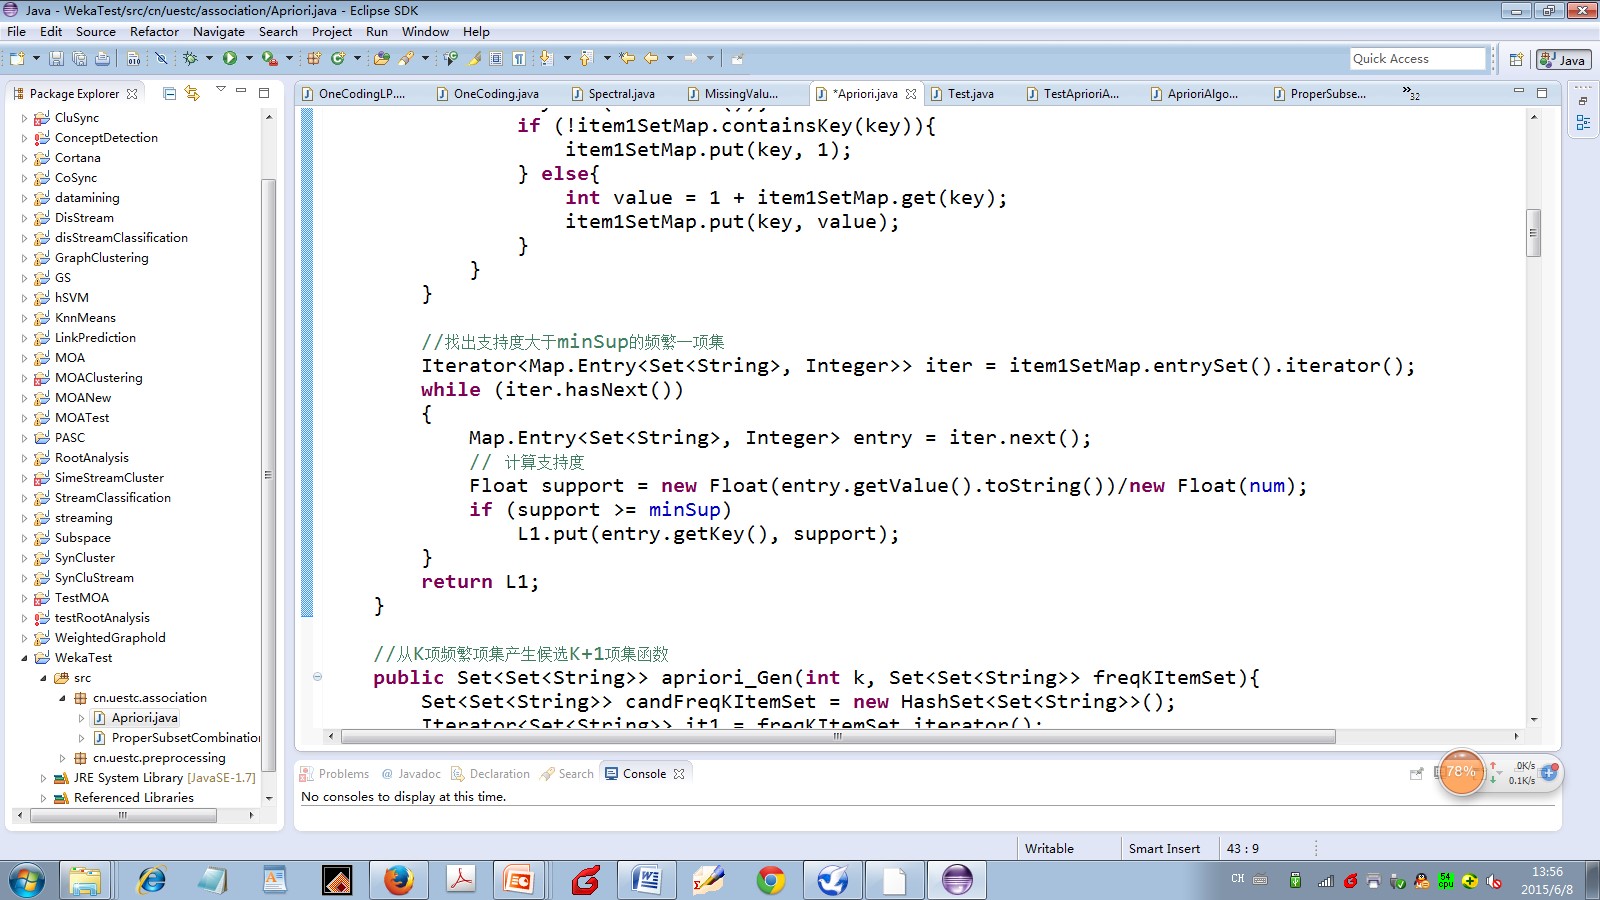 Java - WekaTest/src/cn/uestc/association/Apriori.java - Eclipse SDK
File Edit Source Refactor Navigate Search Project Run Window Help
Quick Access
Java
Package Explorer
OneCodingLP....
OneCoding.java
Spectral.java
MissingValu...
*Apriori.java
Test.java
TestAprioriA...
AprioriAlgo...
ProperSubse...
32
CluSync
ConceptDetection
Cortana
CoSync
datamining
DisStream
disStreamClassification
GraphClustering
GS
hSVM
KnnMeans
LinkPrediction
MOA
MOAClustering
MOANew
MOATest
PASC
RootAnalysis
SimeStreamCluster
StreamClassification
streaming
Subspace
SynCluster
SynCluStream
TestMOA
testRootAnalysis
WeightedGraphold
WekaTest
src
cn.uestc.association
Apriori.java
ProperSubsetCombination
cn.uestc.preprocessing
JRE System Library [JavaSE-1.7]
Referenced Libraries
if (!item1SetMap.containsKey(key)){
item1SetMap.put(key, 1);
} else{
int value = 1 + item1SetMap.get(key);
item1SetMap.put(key, value);
}
}
}
//找出支持度大于minSup的频繁一项集
Iterator<Map.Entry<Set<String>, Integer>> iter = item1SetMap.entrySet().iterator();
while (iter.hasNext())
{
Map.Entry<Set<String>, Integer> entry = iter.next();
// 计算支持度
Float support = new Float(entry.getValue().toString())/new Float(num);
if (support >= minSup)
L1.put(entry.getKey(), support);
}
return L1;
}
//从K项频繁项集产生候选K+1项集函数
public Set<Set<String>> apriori_Gen(int k, Set<Set<String>> freqKItemSet){
Set<Set<String>> candFreqKItemSet = new HashSet<Set<String>>();
Iterator<Set<String>> it1 = freqKItemSet.iterator();
Problems
@ Javadoc
Declaration
Search
Console
No consoles to display at this time.
78%
0K/s
0.1K/s
Writable
Smart Insert
43 : 9
CH
54
cpu
13:56
2015/6/8